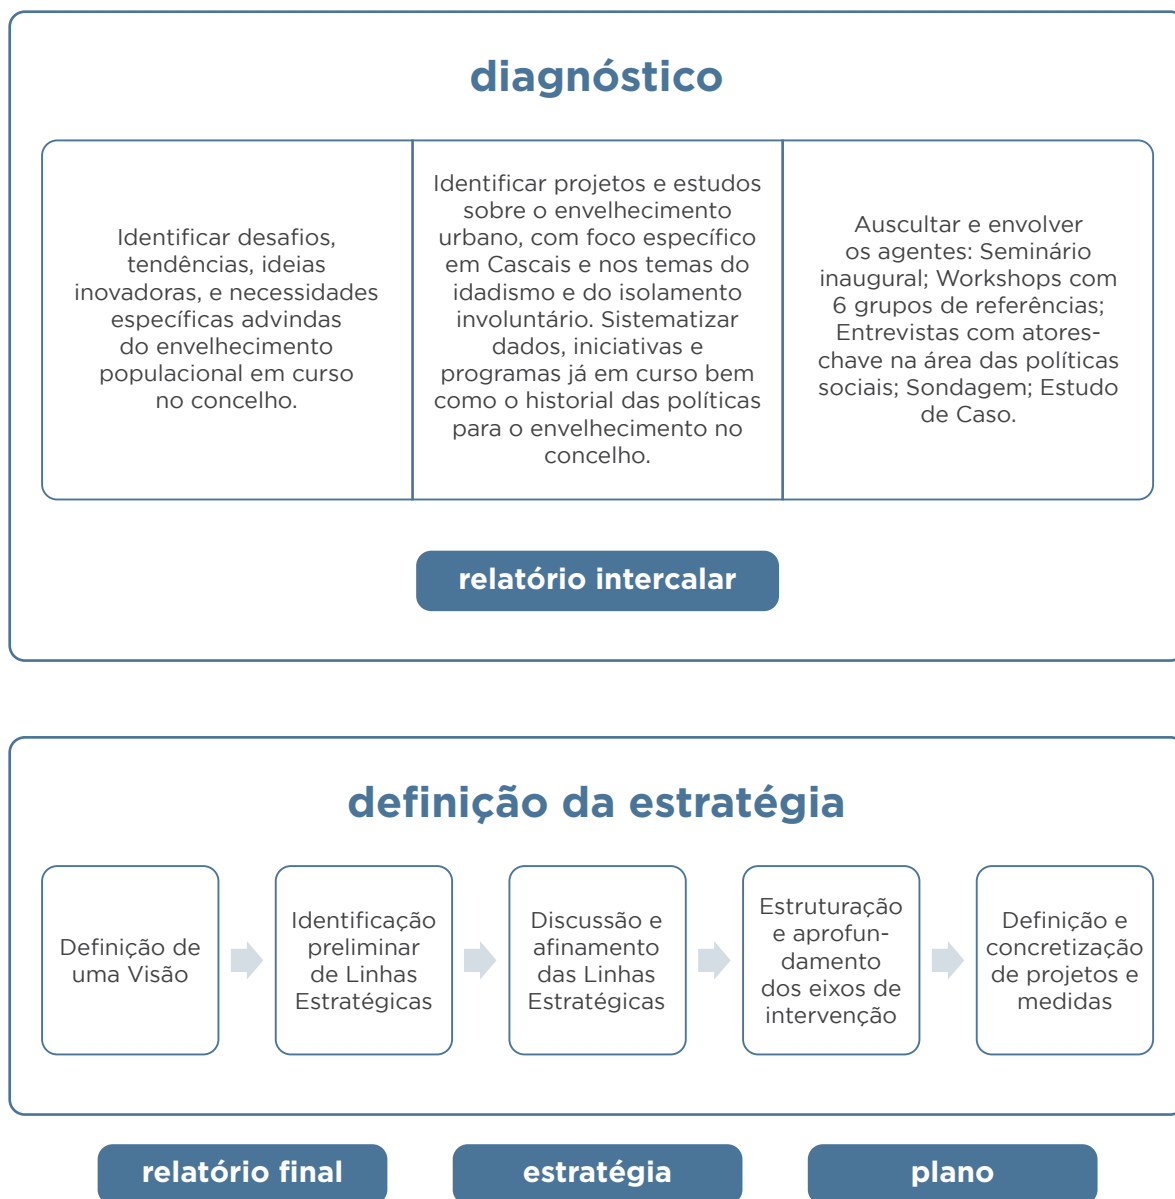 diagnóstico
Identificar desafios,
tendências, ideias
inovadoras, e necessidades
específicas advindas
do envelhecimento
populacional em curso
no concelho.
Identificar projetos e estudos
sobre o envelhecimento
urbano, com foco específico
em Cascais e nos temas do
idadismo e do isolamento
involuntário. Sistematizar
dados, iniciativas e
programas já em curso bem
como o historial das políticas
para o envelhecimento no
concelho.
Auscultar e envolver
os agentes: Seminário
inaugural; Workshops com
6 grupos de referências;
Entrevistas com atores-
chave na área das políticas
sociais; Sondagem; Estudo
de Caso.
relatório intercalar
definição da estratégia
Definição de
uma Visão
Identificação
preliminar
de Linhas
Estratégicas
Discussão e
afinamento
das Linhas
Estratégicas
Estruturação
e aprofun-
damento
dos eixos de
intervenção
Definição e
concretização
de projetos e
medidas
relatório final
estratégia
plano